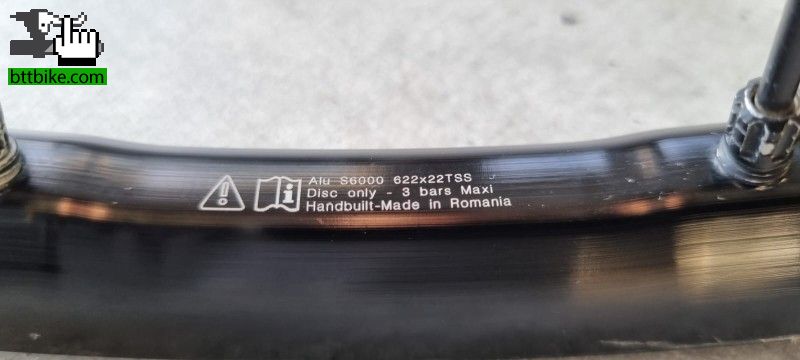 bttbike.com
Alu S6000 622x22TSS
Disc only - 3 bars Maxi
Handbuilt-Made in Romania